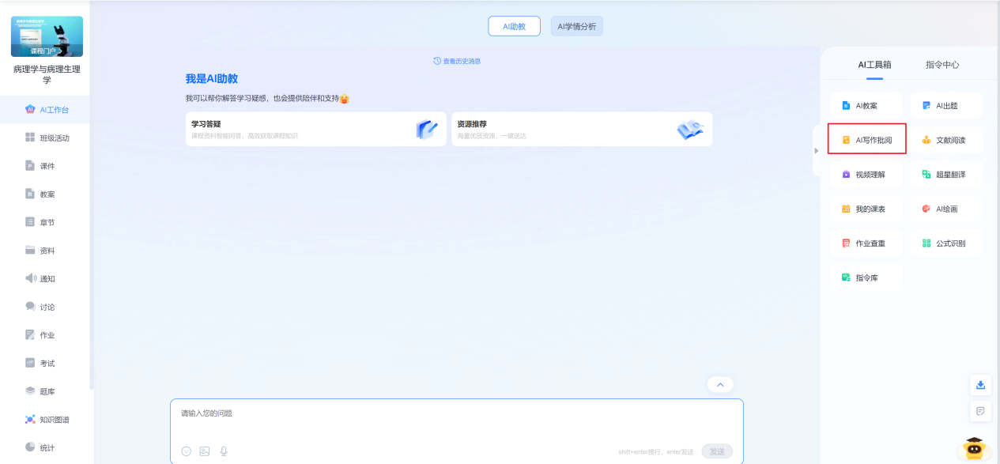 课程门户
病理学与病理生理
学
AI工作台
班级活动
课件
教案
章节
资料
通知
讨论
作业
考试
题库
知识图谱
统计
AI助教
AI学情分析
查看历史消息
我是AI助教
我可以帮你解答学习疑惑，也会提供陪伴和支持
学习答疑
课程资料智能问答，高效获取课程知识
资源推荐
海量优质资源，一键送达
请输入您的问题
shift+enter换行，enter发送
发送
AI工具箱
指令中心
AI教案
AI出题
AI写作批阅
文献阅读
视频理解
超星翻译
我的课表
AI绘画
作业查重
公式识别
指令库